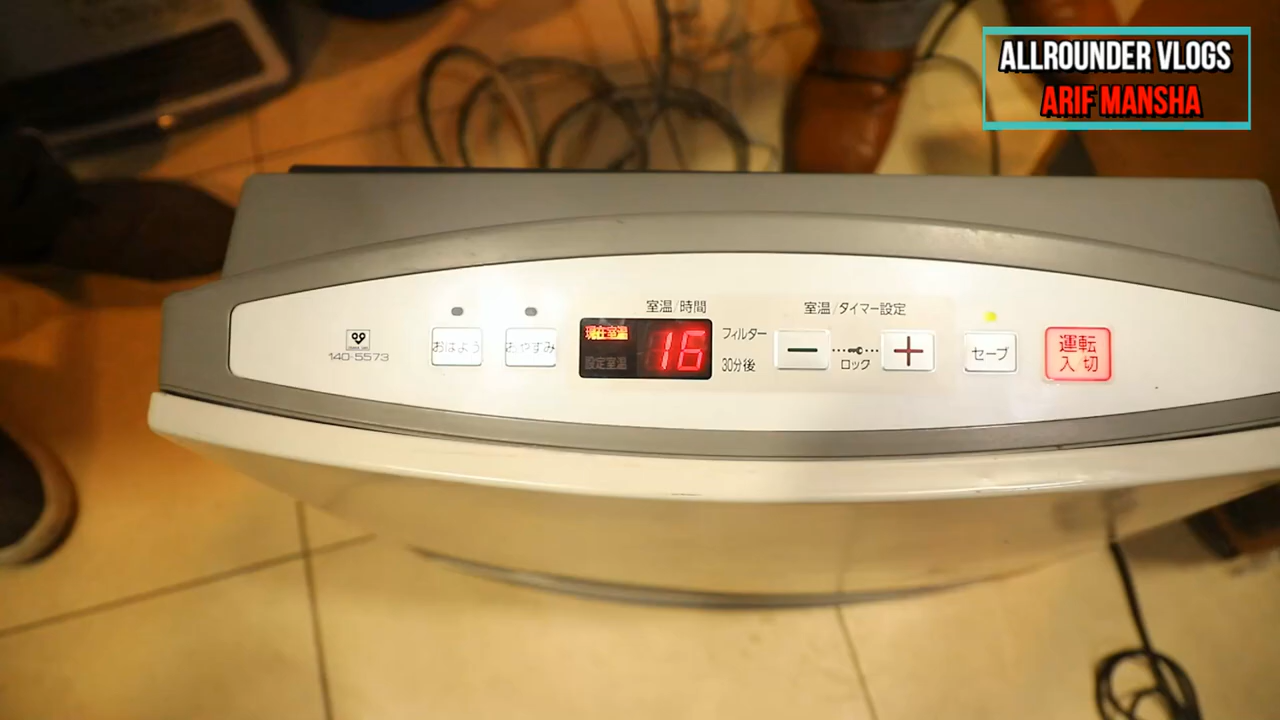 ALLROUNDER VLOGS
ARIF MANSHA
室温/時間
室温/タイマー設定
140-5573
おはよう
おやすみ
現在室温
設定室温
16
フィルター
30分後
ロック
セーブ
運転
入 切